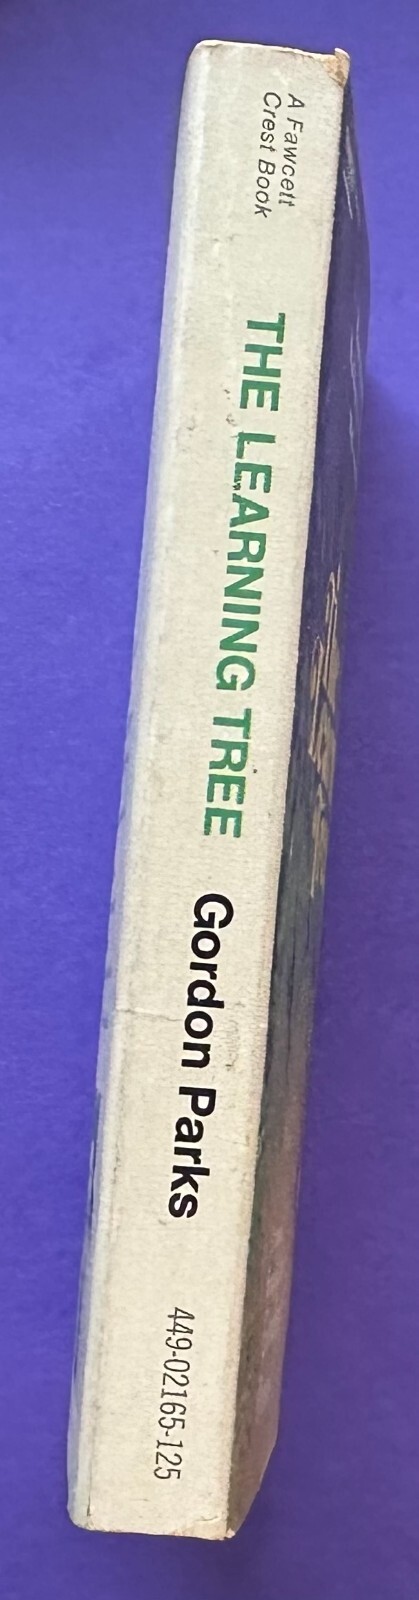 A Fawcett
Crest Book
THE LEARNING TREE
Gordon Parks
449-02165-125